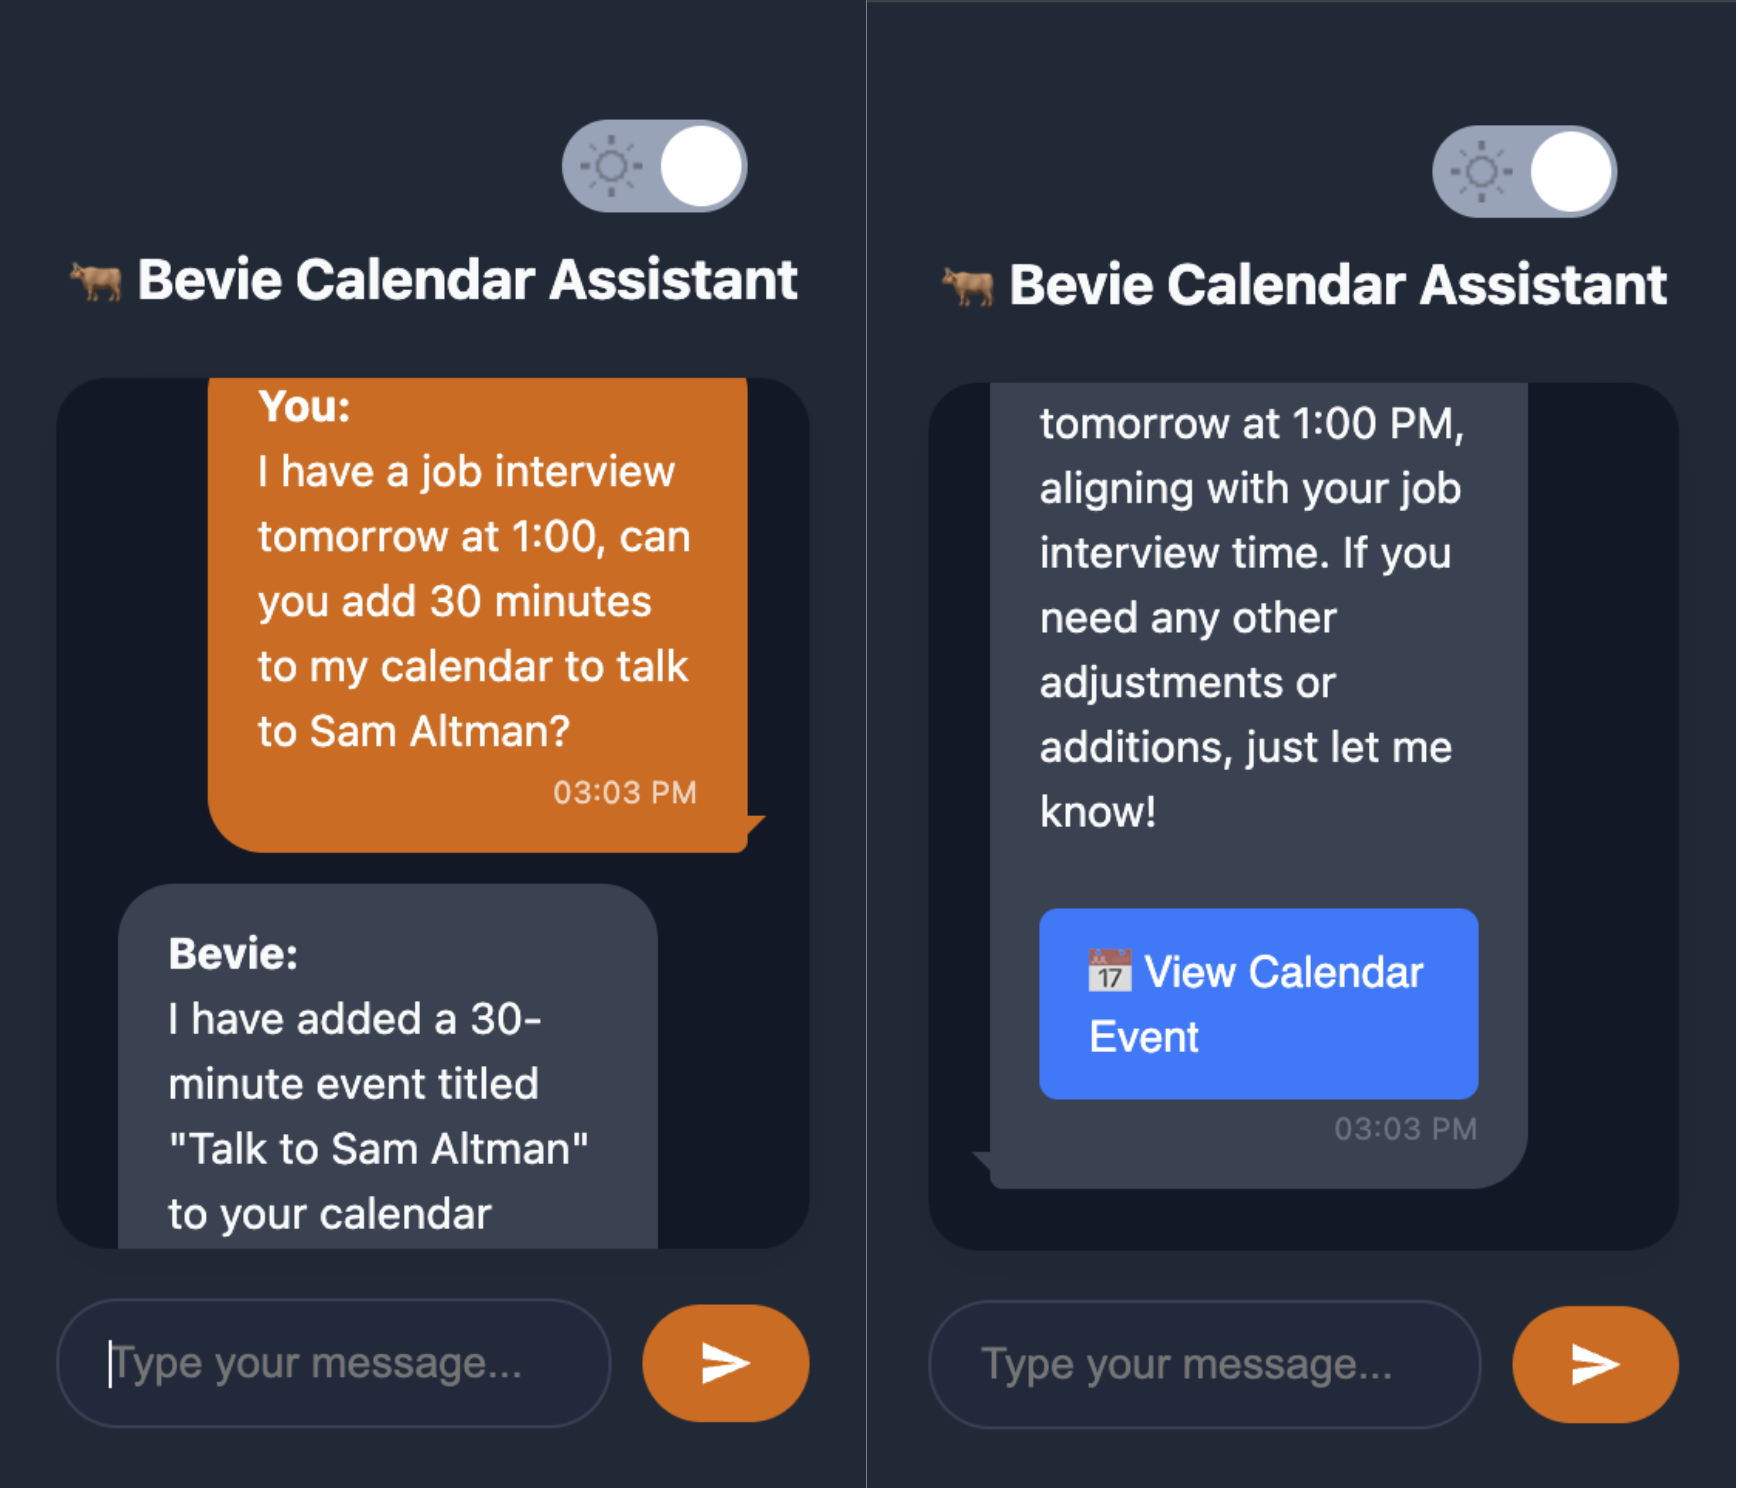 🐂 Bevie Calendar Assistant
You:
I have a job interview
tomorrow at 1:00, can
you add 30 minutes
to my calendar to talk
to Sam Altman?
03:03 PM
Bevie:
I have added a 30-
minute event titled
"Talk to Sam Altman"
to your calendar
Type your message...
🐂 Bevie Calendar Assistant
tomorrow at 1:00 PM,
aligning with your job
interview time. If you
need any other
adjustments or
additions, just let me
know!
📅 View Calendar
Event
03:03 PM
Type your message...